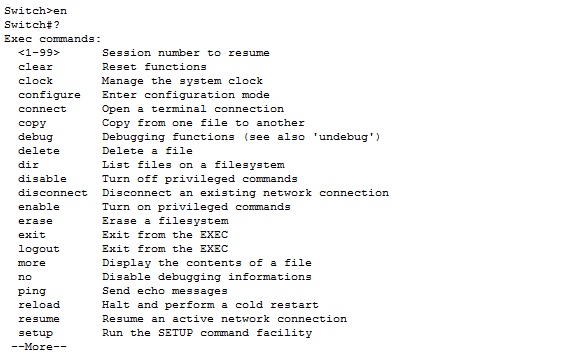 Switch>en
Switch#?
Exec commands:
  <1-99>      Session number to resume
  clear       Reset functions
  clock       Manage the system clock
  configure   Enter configuration mode
  connect     Open a terminal connection
  copy        Copy from one file to another
  debug       Debugging functions (see also 'undebug')
  delete      Delete a file
  dir         List files on a filesystem
  disable     Turn off privileged commands
  disconnect  Disconnect an existing network connection
  enable      Turn on privileged commands
  erase       Erase a filesystem
  exit        Exit from the EXEC
  logout      Exit from the EXEC
  more        Display the contents of a file
  no          Disable debugging informations
  ping        Send echo messages
  reload      Halt and perform a cold restart
  resume      Resume an active network connection
  setup       Run the SETUP command facility
 --More--